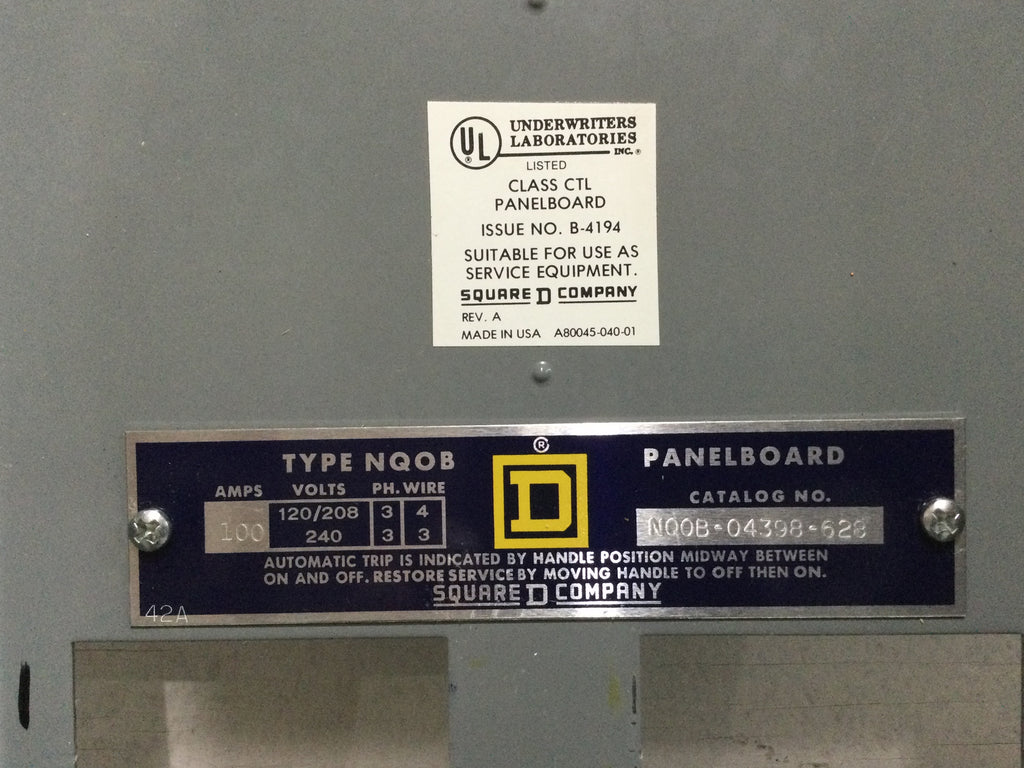 UL ®
UNDERWRITERS
LABORATORIES
INC. ®
LISTED
CLASS CTL
PANELBOARD
ISSUE NO. B-4194
SUITABLE FOR USE AS
SERVICE EQUIPMENT.
SQUARE D COMPANY
REV. A
MADE IN USA A80045-040-01
®
TYPE NQOB
D
PANELBOARD
AMPS VOLTS PH. WIRE
CATALOG NO.
100 120/208 3 4
240 3 3
NQOB-04398-628
AUTOMATIC TRIP IS INDICATED BY HANDLE POSITION MIDWAY BETWEEN
ON AND OFF. RESTORE SERVICE BY MOVING HANDLE TO OFF THEN ON.
SQUARE D COMPANY
42A